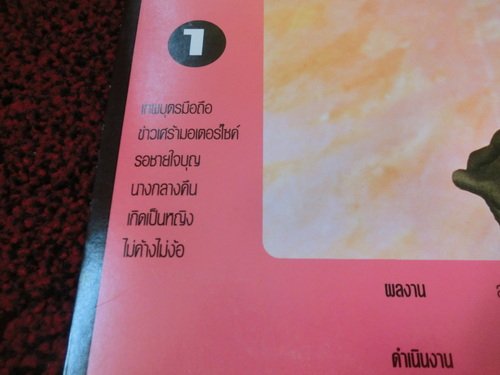 1
เทพบุตรมือถือ
ข่าวเศร้ามอเตอร์ไซค์
รอชายใจบุญ
นางกลางคืน
เกิดเป็นหญิง
ไม่ค้างไม่ง้อ
ผลงาน
ดำเนินงาน